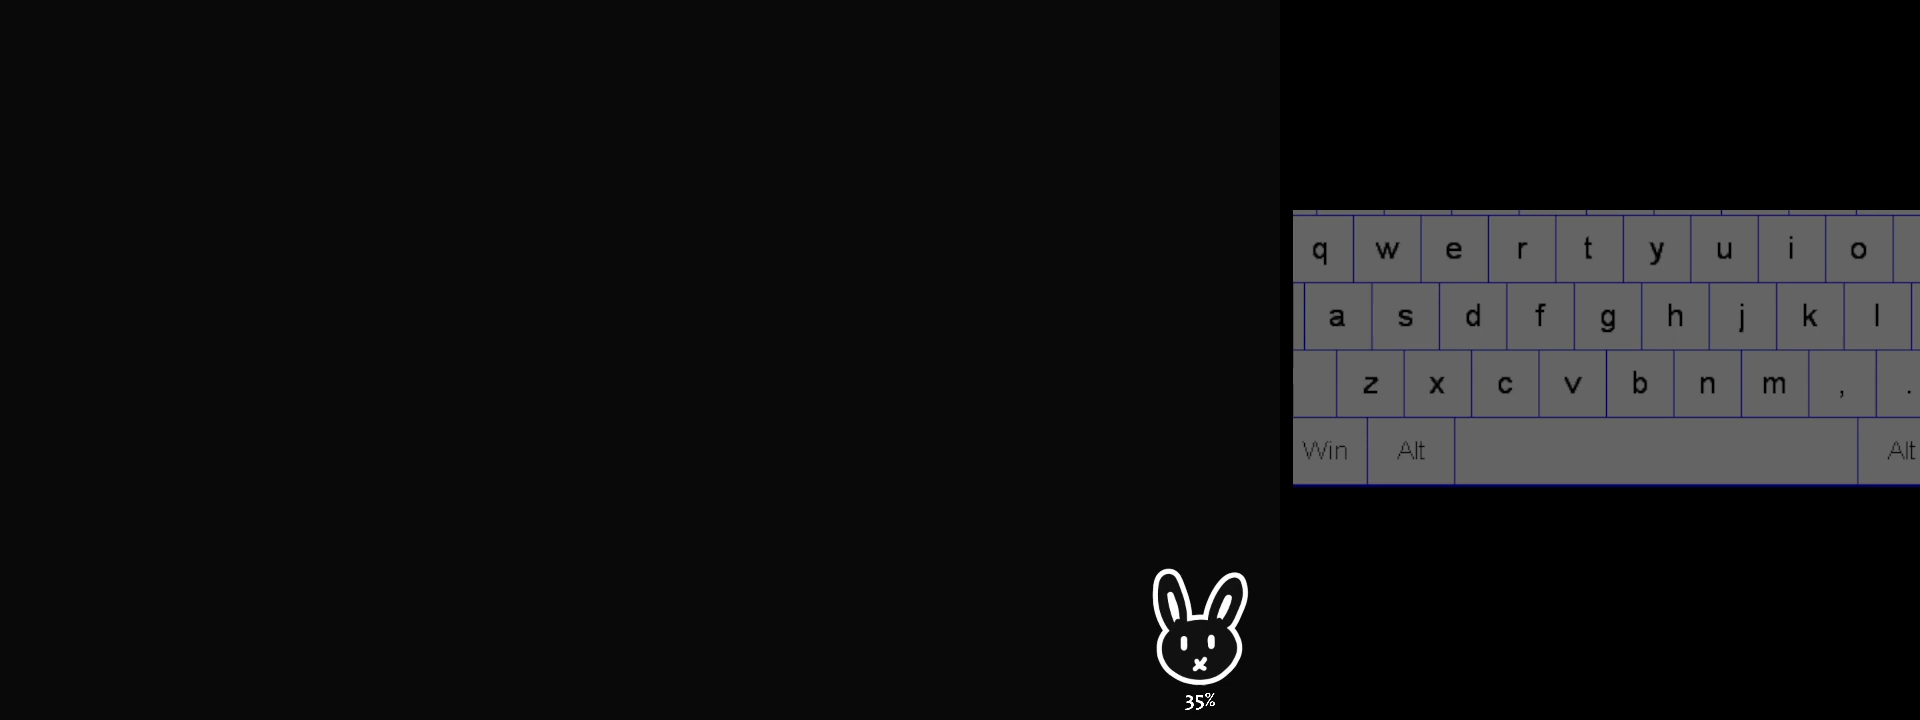 q w e r t y u i o
a s d f g h j k l
z x c v b n m , .
Win Alt Alt
35%